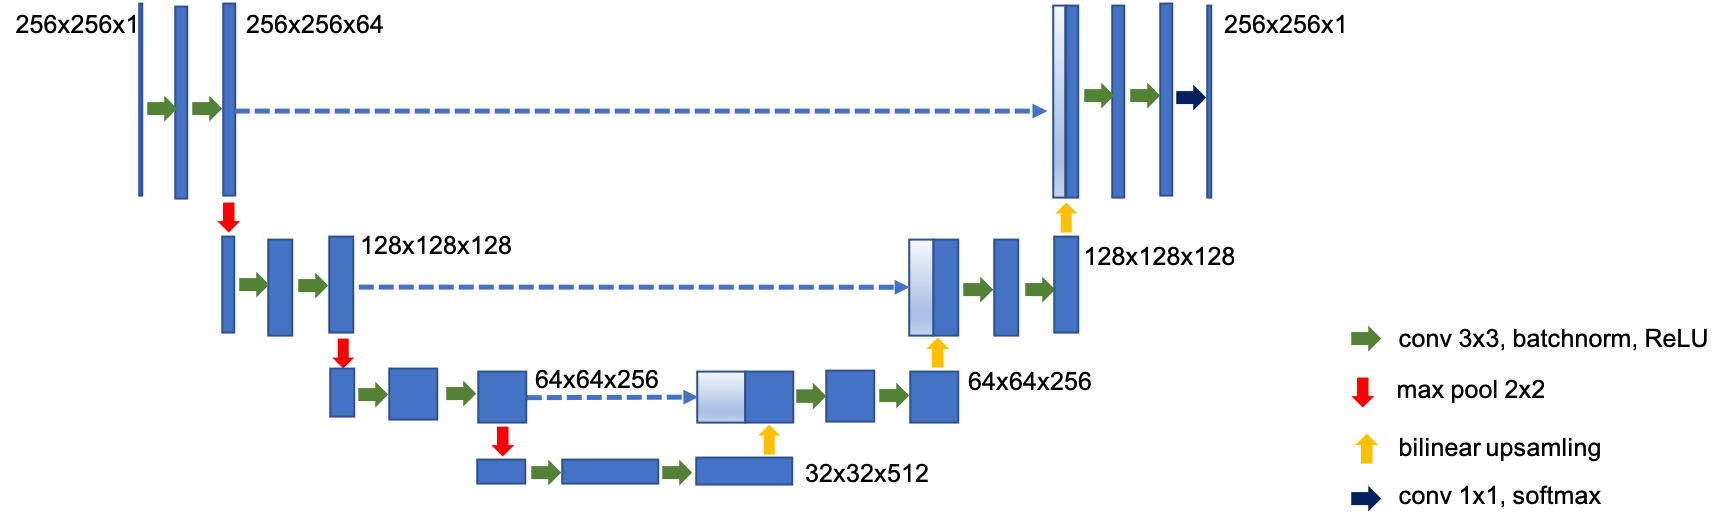 256x256x1
256x256x64
256x256x1
128x128x128
128x128x128
64x64x256
64x64x256
32x32x512
conv 3x3, batchnorm, ReLU
max pool 2x2
bilinear upsamling
conv 1x1, softmax